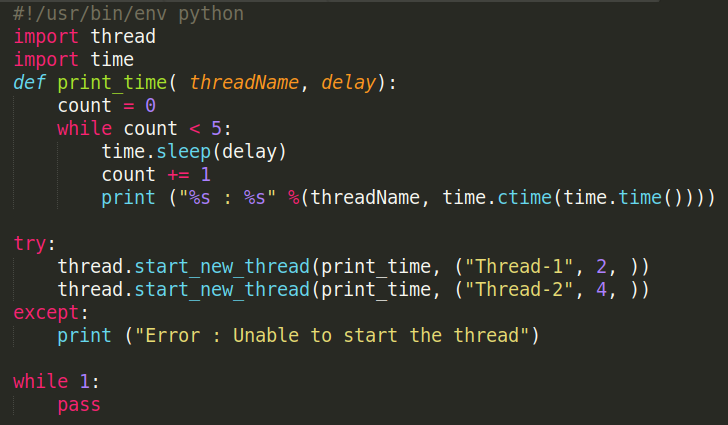 #!/usr/bin/env python
import thread
import time
def print_time( threadName, delay):
    count = 0
    while count < 5:
        time.sleep(delay)
        count += 1
        print ("%s : %s" %(threadName, time.ctime(time.time())))

try:
    thread.start_new_thread(print_time, ("Thread-1", 2, ))
    thread.start_new_thread(print_time, ("Thread-2", 4, ))
except:
    print ("Error : Unable to start the thread")

while 1:
    pass